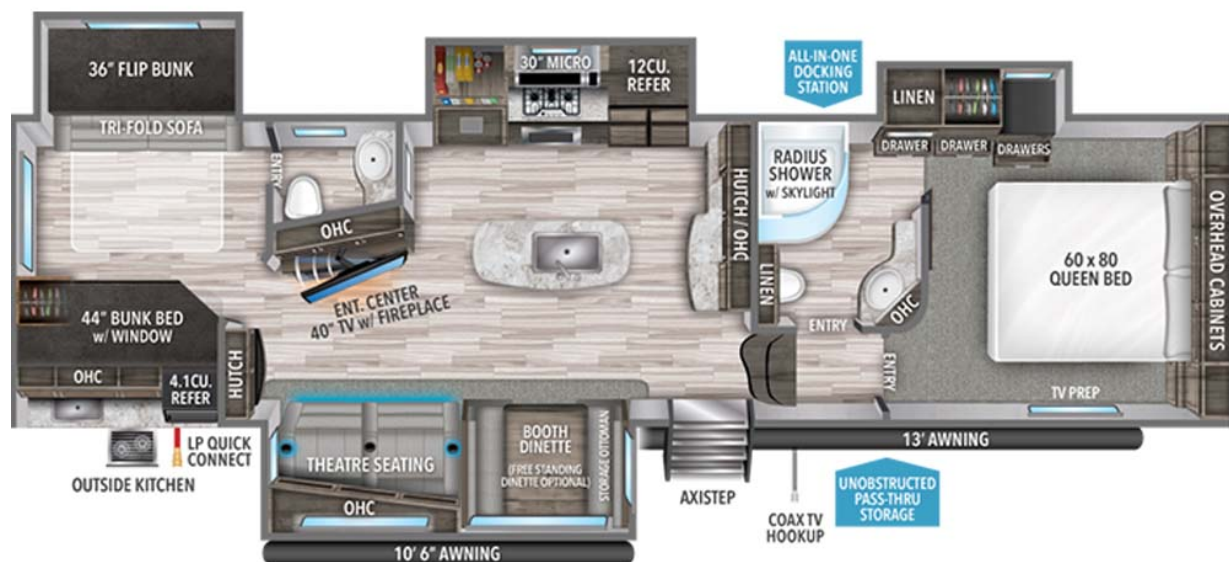 36" FLIP BUNK
TRI-FOLD SOFA
ENTRY
OHC
ENT. CENTER
40" TV w/ FIREPLACE
44" BUNK BED
w/ WINDOW
OHC
4.1CU.
REFER
HUTCH
LP QUICK
CONNECT
OUTSIDE KITCHEN
30" MICRO
12CU.
REFER
HUTCH / OHC
THEATRE SEATING
OHC
BOOTH
DINETTE
(FREE STANDING
DINETTE OPTIONAL)
STORAGE OTTOMAN
10' 6" AWNING
AXISTEP
ALL-IN-ONE
DOCKING
STATION
RADIUS
SHOWER
w/ SKYLIGHT
LINEN
ENTRY
OHC
ENTRY
LINEN
DRAWER
DRAWER
DRAWERS
60 x 80
QUEEN BED
OVERHEAD CABINETS
TV PREP
13' AWNING
COAX TV
HOOKUP
UNOBSTRUCTED
PASS-THRU
STORAGE